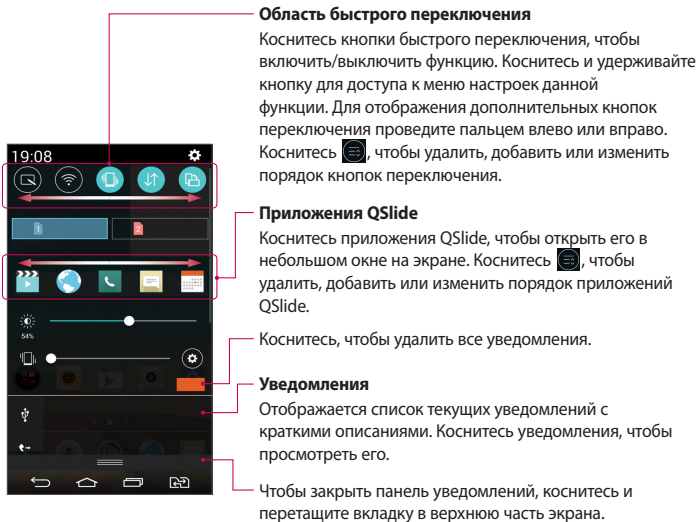 Область быстрого переключения
Коснитесь кнопки быстрого переключения, чтобы
включить/выключить функцию. Коснитесь и удерживайте
кнопку для доступа к меню настроек данной
функции. Для отображения дополнительных кнопок
переключения проведите пальцем влево или вправо.
Коснитесь , чтобы удалить, добавить или изменить
порядок кнопок переключения.
19:08
1
2
Приложения QSlide
Коснитесь приложения QSlide, чтобы открыть его в
небольшом окне на экране. Коснитесь , чтобы
удалить, добавить или изменить порядок приложений
QSlide.
54%
Коснитесь, чтобы удалить все уведомления.
Уведомления
Отображается список текущих уведомлений с
краткими описаниями. Коснитесь уведомления, чтобы
просмотреть его.
Чтобы закрыть панель уведомлений, коснитесь и
перетащите вкладку в верхнюю часть экрана.